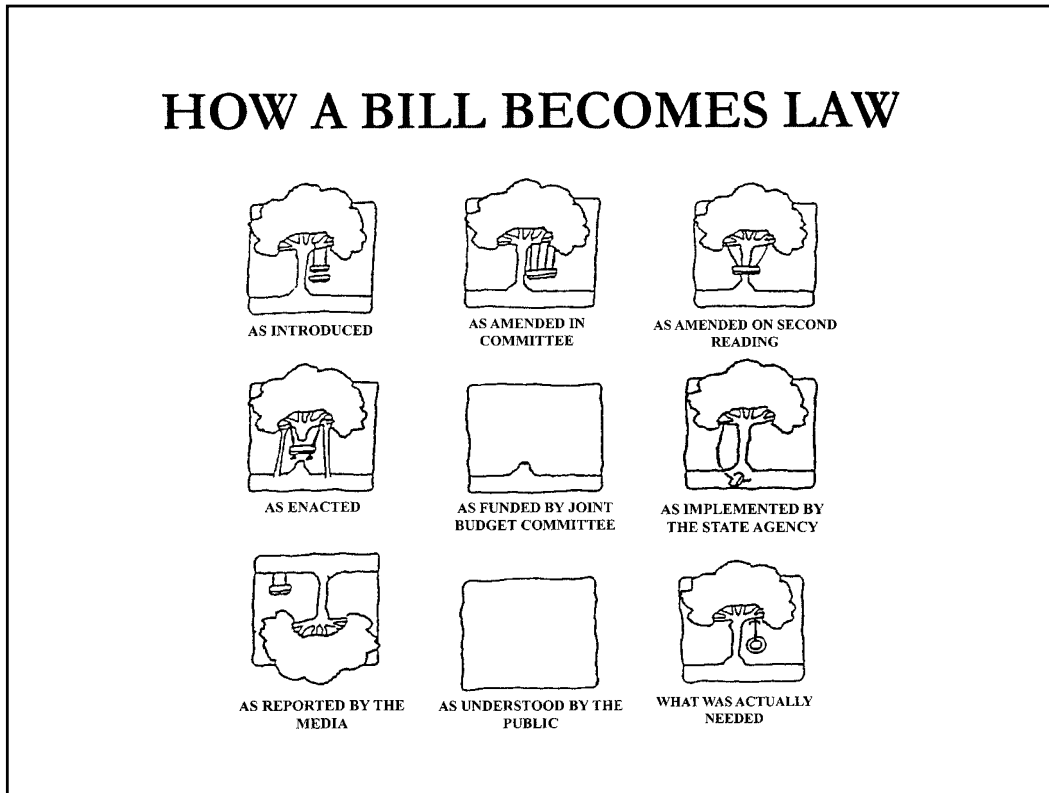 HOW A BILL BECOMES LAW
AS INTRODUCED
AS AMENDED IN
COMMITTEE
AS AMENDED ON SECOND
READING
AS ENACTED
AS FUNDED BY JOINT
BUDGET COMMITTEE
AS IMPLEMENTED BY
THE STATE AGENCY
AS REPORTED BY THE
MEDIA
AS UNDERSTOOD BY THE
PUBLIC
WHAT WAS ACTUALLY
NEEDED